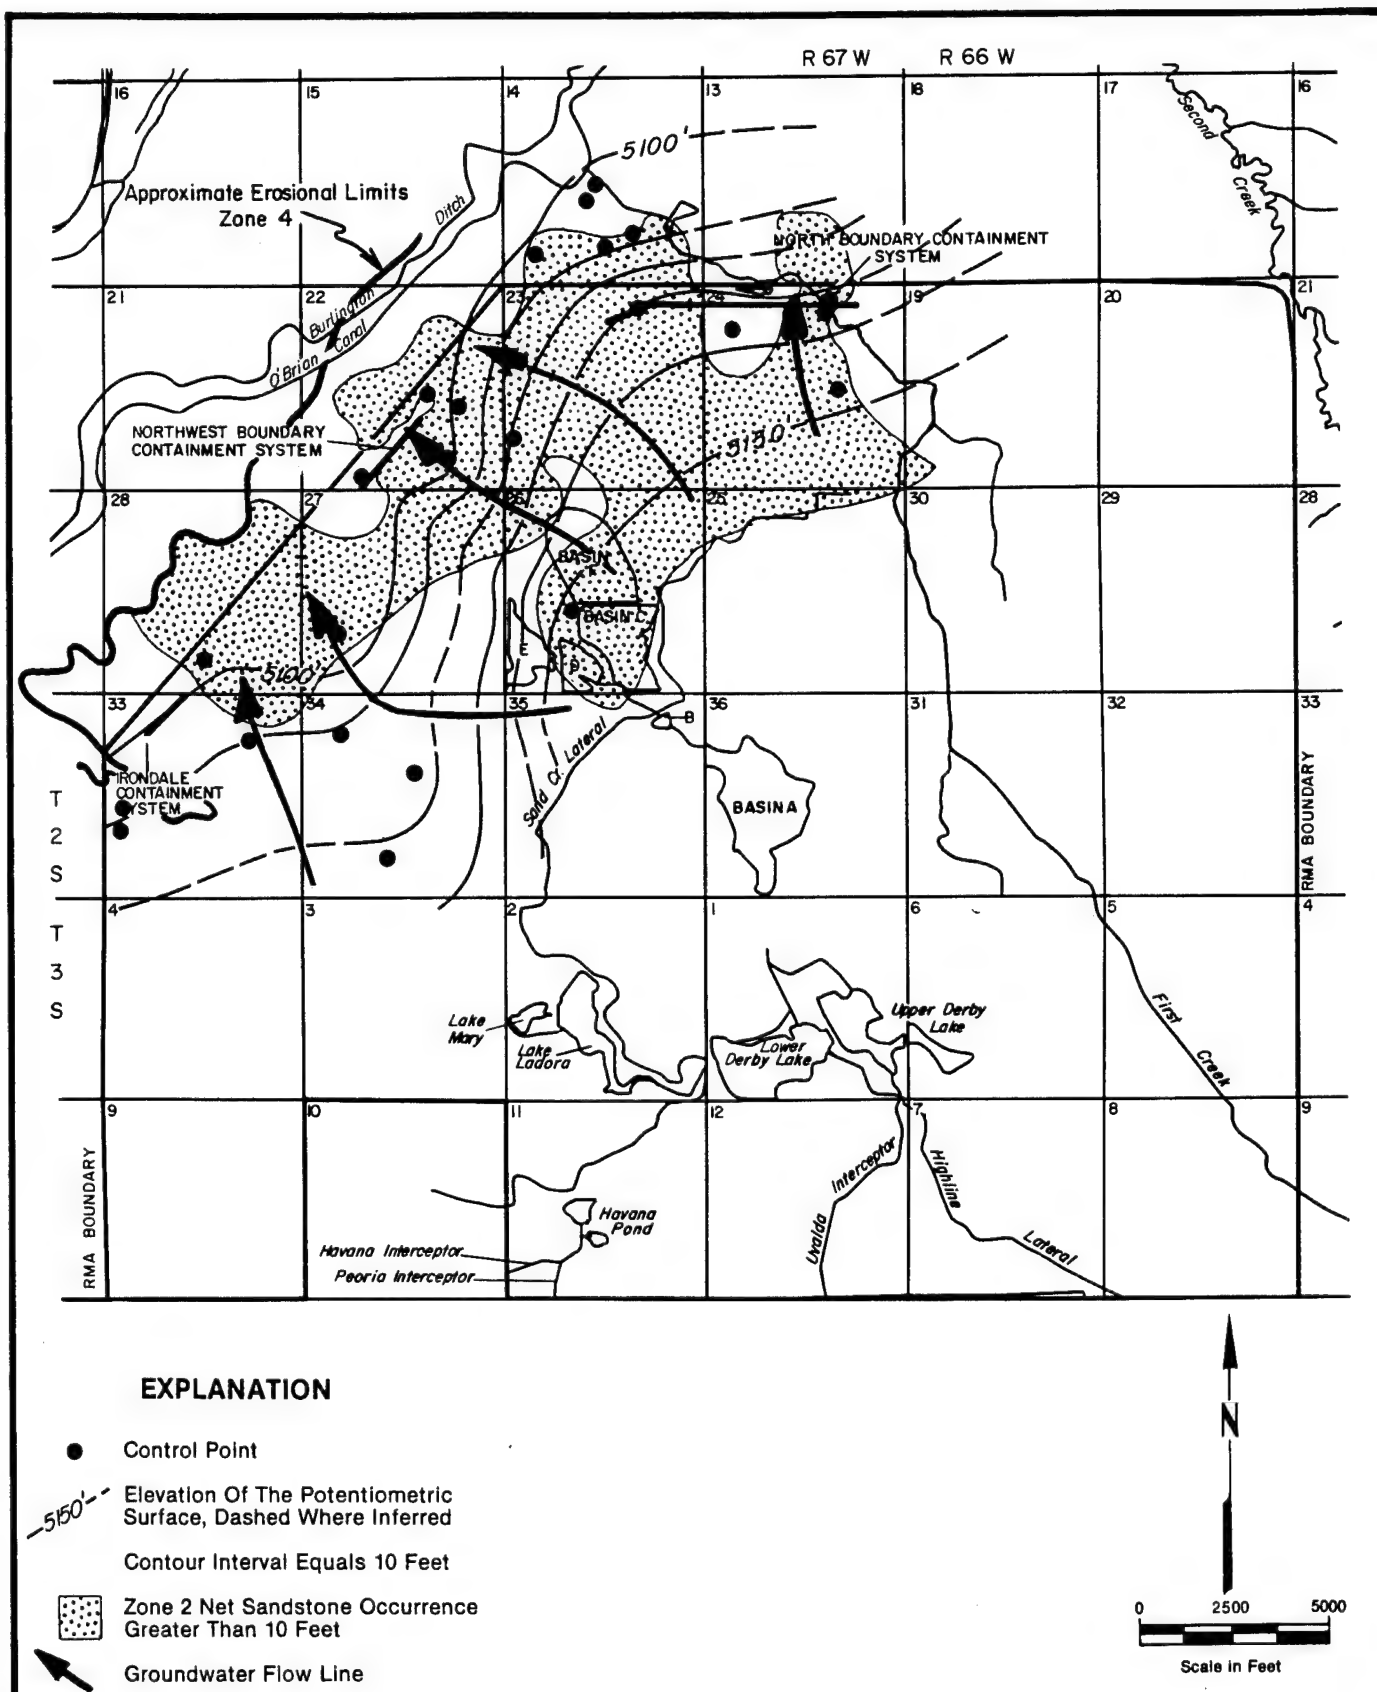 R 67 W R 66 W
16 15 14 13 18 17 16
Second Creek
5100'
Approximate Erosional Limits
Zone 4
Ditch
NORTH BOUNDARY CONTAINMENT
SYSTEM
21 22 23 24 19 20 21
Burlington
O'Brian Canal
NORTHWEST BOUNDARY
CONTAINMENT SYSTEM
5150'
28 27 26 25 30 29 28
BASIN
F
BASIN C
E
D
5100'
33 34 35 36 31 32 33
B
Sand Cr. Lateral
IRONDALE
CONTAINMENT
SYSTEM
BASIN A
RMA BOUNDARY
T
2
S
4 3 2 1 6 5 4
T
3
S
Lake
Mary
Lake
Ladora
Lower
Derby Lake
Upper Derby
Lake
First
Creek
9 10 11 12 7 8 9
RMA BOUNDARY
Havana
Pond
Havana Interceptor
Peoria Interceptor
Uvalda
Interceptor
Highline
Lateral
EXPLANATION
Control Point
5150'
Elevation Of The Potentiometric
Surface, Dashed Where Inferred
Contour Interval Equals 10 Feet
Zone 2 Net Sandstone Occurrence
Greater Than 10 Feet
Groundwater Flow Line
N
0 2500 5000
Scale in Feet